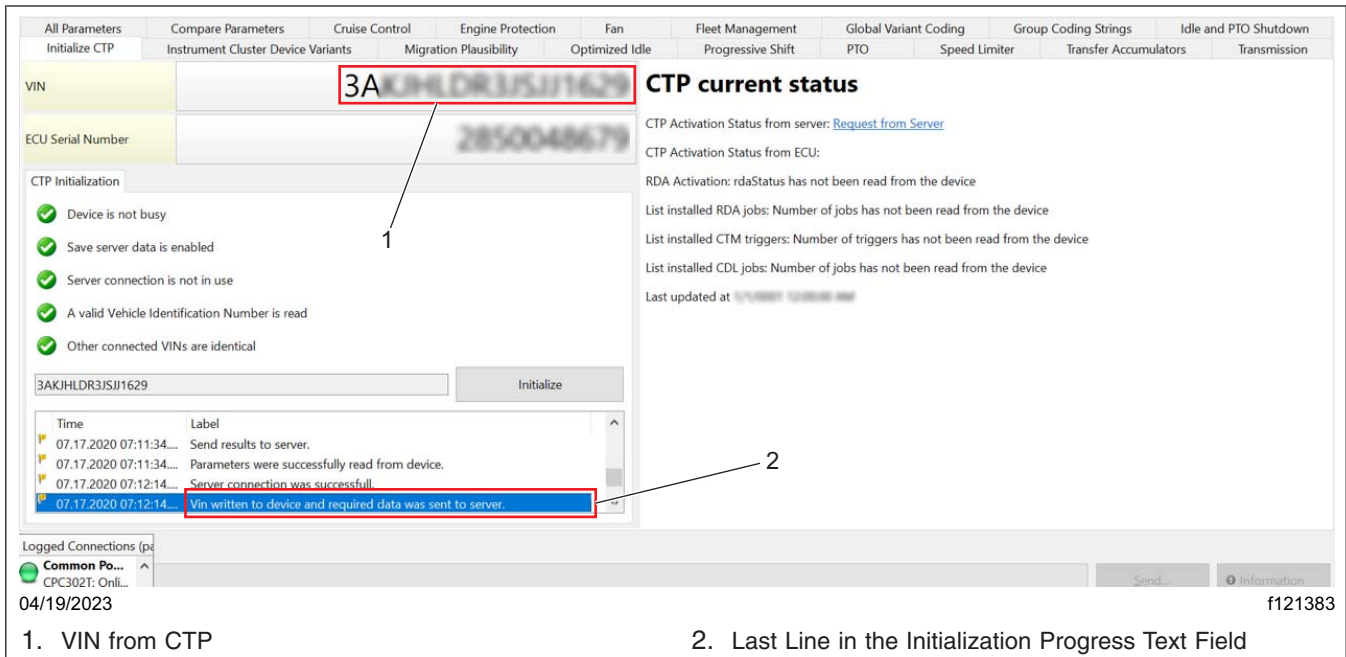 All Parameters Compare Parameters Cruise Control Engine Protection Fan Fleet Management Global Variant Coding Group Coding Strings Idle and PTO Shutdown
Initialize CTP Instrument Cluster Device Variants Migration Plausibility Optimized Idle Progressive Shift PTO Speed Limiter Transfer Accumulators Transmission
VIN 3A
ECU Serial Number
CTP Initialization
Device is not busy
Save server data is enabled
Server connection is not in use
A valid Vehicle Identification Number is read
Other connected VINs are identical
3AKJHLDR3JSJJ1629 Initialize
Time Label
07.17.2020 07:11:34.... Send results to server.
07.17.2020 07:11:34.... Parameters were successfully read from device.
07.17.2020 07:12:14.... Server connection was successfull.
07.17.2020 07:12:14.... Vin written to device and required data was sent to server.
1
2
CTP current status
CTP Activation Status from server: Request from Server
CTP Activation Status from ECU:
RDA Activation: rdaStatus has not been read from the device
List installed RDA jobs: Number of jobs has not been read from the device
List installed CTM triggers: Number of triggers has not been read from the device
List installed CDL jobs: Number of jobs has not been read from the device
Last updated at
Logged Connections (pa
Common Po...
CPC302T: Onli...
Send... Information
04/19/2023 f121383
1. VIN from CTP 2. Last Line in the Initialization Progress Text Field